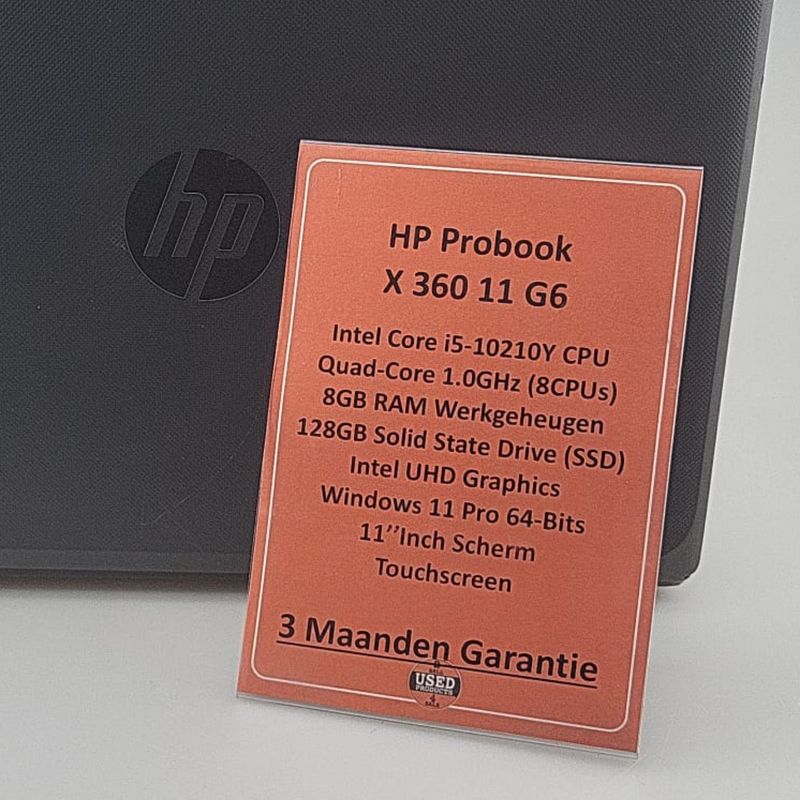 hp
HP Probook
X 360 11 G6
Intel Core i5-10210Y CPU
Quad-Core 1.0GHz (8CPUs)
8GB RAM Werkgeheugen
128GB Solid State Drive (SSD)
Intel UHD Graphics
Windows 11 Pro 64-Bits
11’’Inch Scherm
Touchscreen
3 Maanden Garantie
USED
PRODUCTS
4
SALE